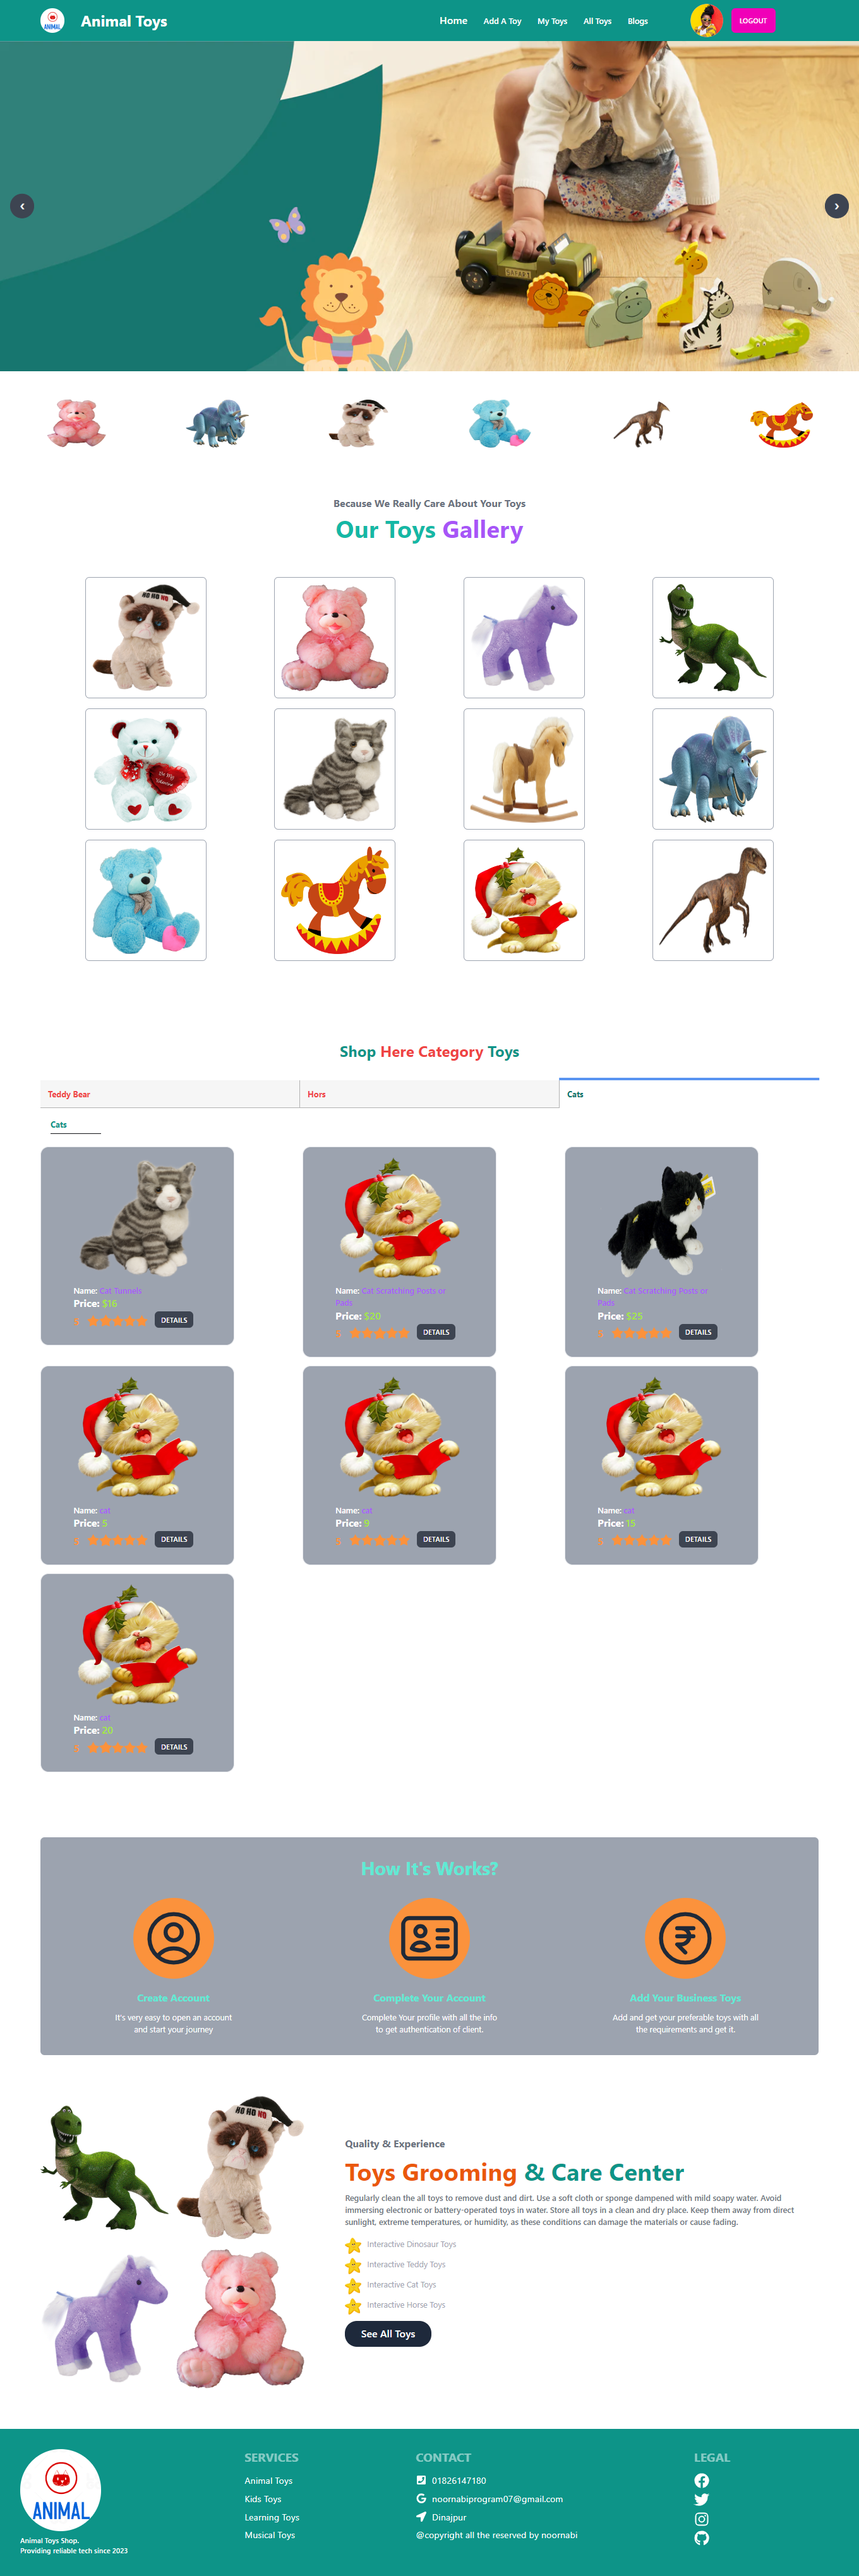 ANIMAL
Animal Toys
Home
Add A Toy
My Toys
All Toys
Blogs
LOGOUT
SAFARI
Because We Really Care About Your Toys
Our Toys Gallery
HO HO HO
Be My
Valentine
Shop Here Category Toys
Teddy Bear
Hors
Cats
Cats
Name: Cat Tunnels
Price: $16
5
DETAILS
Name: Cat Scratching Posts or
Pads
Price: $20
5
DETAILS
Name: Cat Scratching Posts or
Pads
Price: $25
5
DETAILS
Name: cat
Price: 5
5
DETAILS
Name: cat
Price: 9
5
DETAILS
Name: cat
Price: 15
5
DETAILS
Name: cat
Price: 20
5
DETAILS
How It's Works?
Create Account
It's very easy to open an account
and start your journey
Complete Your Account
Complete Your profile with all the info
to get authentication of client.
Add Your Business Toys
Add and get your preferable toys with all
the requirements and get it.
HO HO HO
Quality & Experience
Toys Grooming & Care Center
Regularly clean the all toys to remove dust and dirt. Use a soft cloth or sponge dampened with mild soapy water. Avoid
immersing electronic or battery-operated toys in water. Store all toys in a clean and dry place. Keep them away from direct
sunlight, extreme temperatures, or humidity, as these conditions can damage the materials or cause fading.
Interactive Dinosaur Toys
Interactive Teddy Toys
Interactive Cat Toys
Interactive Horse Toys
See All Toys
ANIMAL
Animal Toys Shop.
Providing reliable tech since 2023
SERVICES
Animal Toys
Kids Toys
Learning Toys
Musical Toys
CONTACT
01826147180
noornabiprogram07@gmail.com
Dinajpur
@copyright all the reserved by noornabi
LEGAL